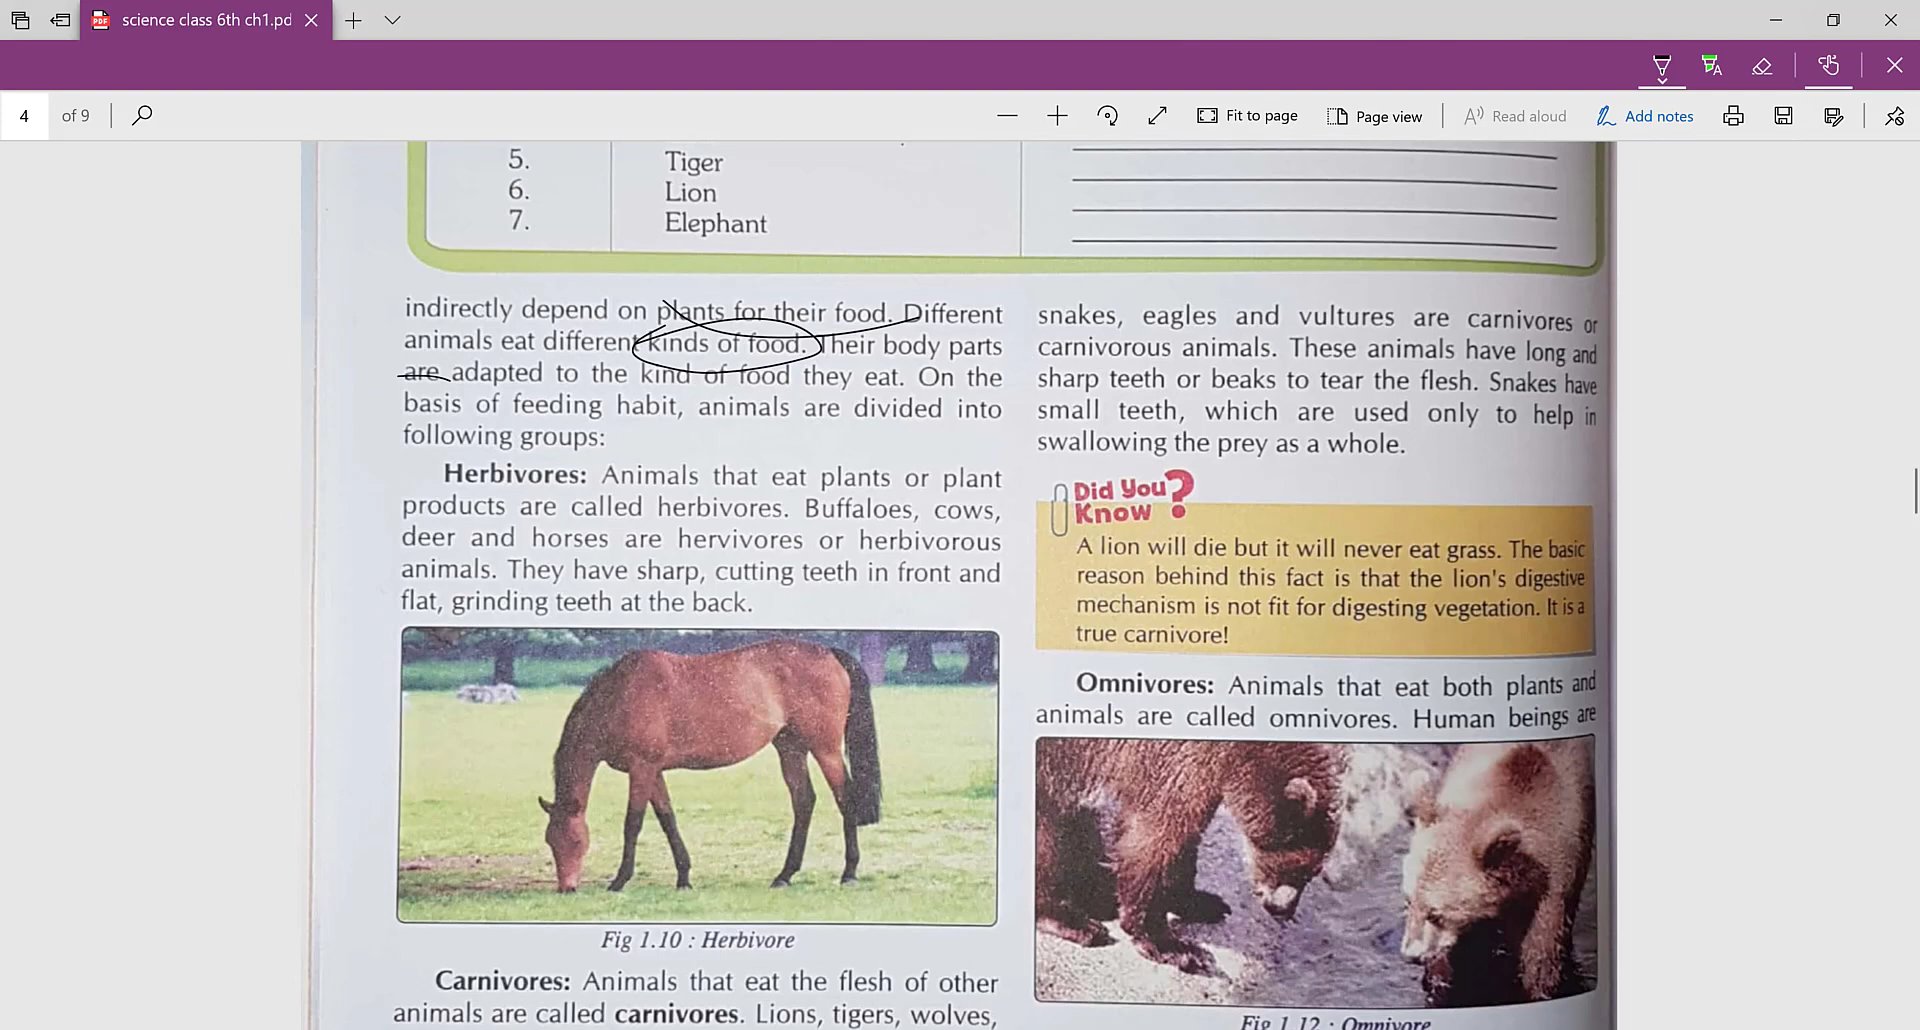 science class 6th ch1.pd
4 of 9
Fit to page
Page view
Read aloud
Add notes
5. Tiger
6. Lion
7. Elephant
indirectly depend on plants for their food. Different
animals eat different kinds of food. Their body parts
are adapted to the kind of food they eat. On the
basis of feeding habit, animals are divided into
following groups:
Herbivores: Animals that eat plants or plant
products are called herbivores. Buffaloes, cows,
deer and horses are hervivores or herbivorous
animals. They have sharp, cutting teeth in front and
flat, grinding teeth at the back.
Fig 1.10 : Herbivore
Carnivores: Animals that eat the flesh of other
animals are called carnivores. Lions, tigers, wolves,
snakes, eagles and vultures are carnivores or
carnivorous animals. These animals have long and
sharp teeth or beaks to tear the flesh. Snakes have
small teeth, which are used only to help in
swallowing the prey as a whole.
Did You
Know ?
A lion will die but it will never eat grass. The basic
reason behind this fact is that the lion's digestive
mechanism is not fit for digesting vegetation. It is a
true carnivore!
Omnivores: Animals that eat both plants and
animals are called omnivores. Human beings are
Fig 1.12 : Omnivore